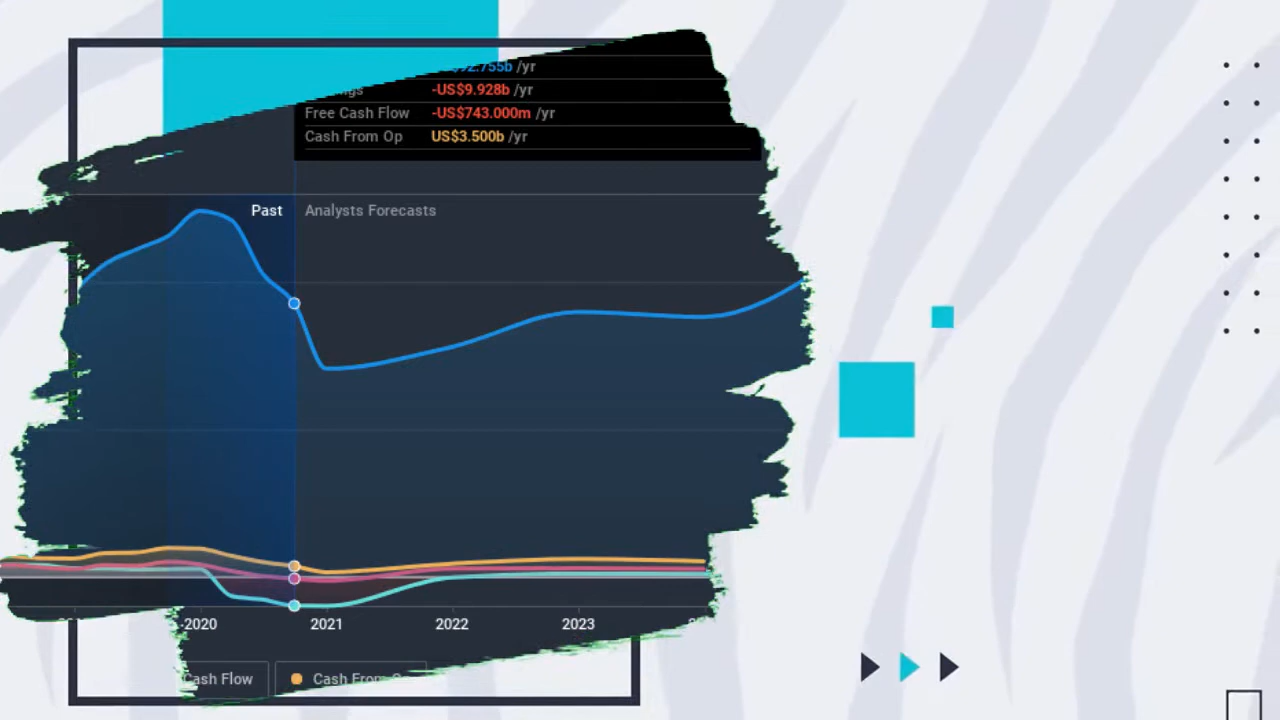 /yr
-US$9.928b /yr
Free Cash Flow -US$743.000m /yr
Cash From Op US$3.500b /yr
Past Analysts Forecasts
2020 2021 2022 2023
Cash Flow Cash From